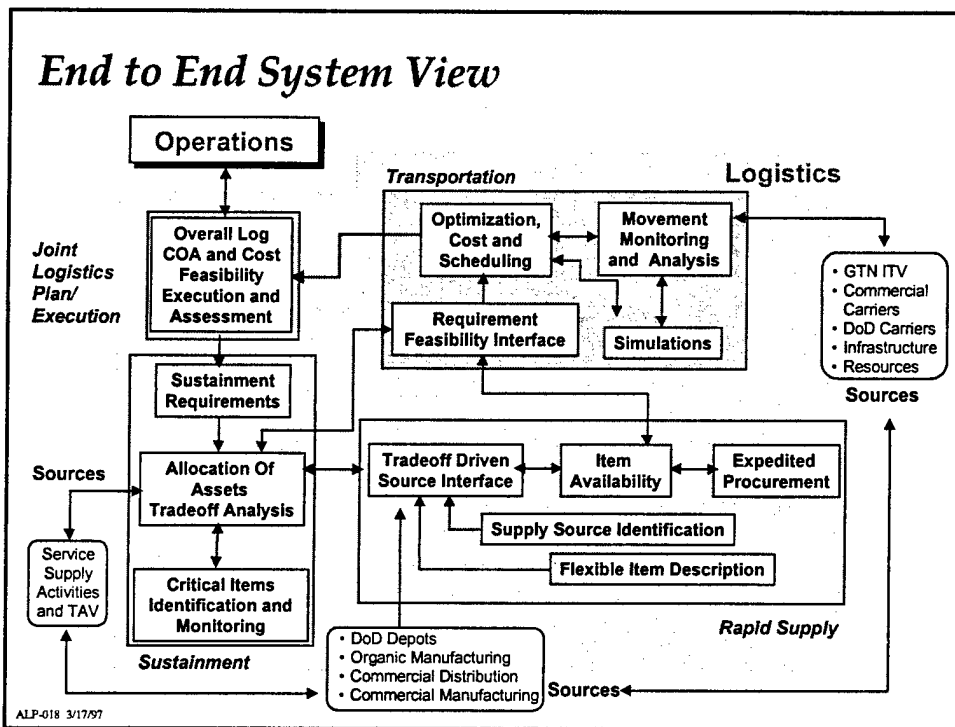 End to End System View
Operations
Logistics
Transportation
Joint
Logistics
Plan/
Execution
Overall Log
COA and Cost
Feasibility
Execution and
Assessment
Optimization,
Cost and
Scheduling
Movement
Monitoring
and Analysis
Requirement
Feasibility Interface
Simulations
• GTN ITV
• Commercial
Carriers
• DoD Carriers
• Infrastructure
• Resources
Sources
Sustainment
Requirements
Sources
Allocation Of
Assets
Tradeoff Analysis
Tradeoff Driven
Source Interface
Item
Availability
Expedited
Procurement
Supply Source Identification
Flexible Item Description
Service
Supply
Activities
and TAV
Critical Items
Identification and
Monitoring
Rapid Supply
Sustainment
• DoD Depots
• Organic Manufacturing
• Commercial Distribution
• Commercial Manufacturing
Sources
ALP-018 3/17/97